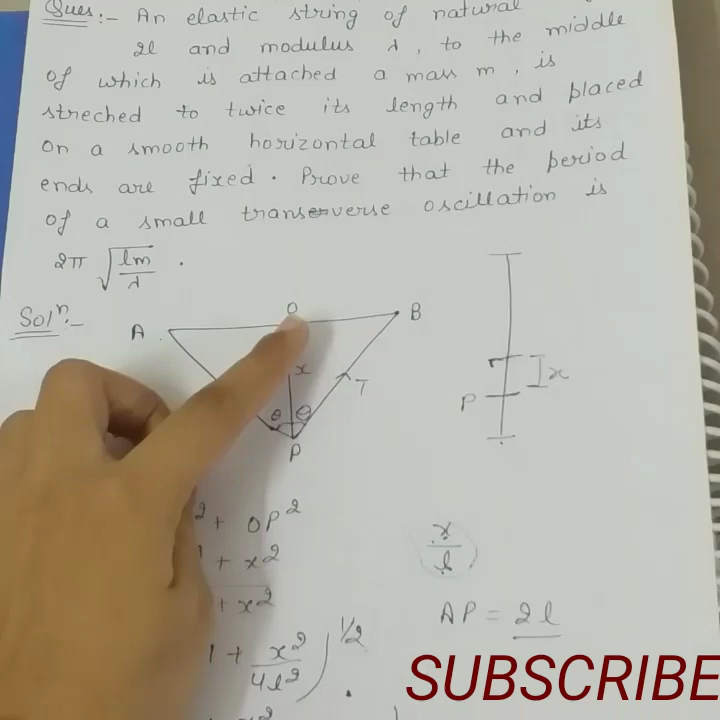 Ques:- An elastic string of natural
2l and modulus λ, to the middle
of which is attached a mass m, is
streched to twice its length and placed
on a smooth horizontal table and its
ends are fixed. Prove that the period
of a small transenverse oscillation is
2π √(lm/λ) .
Solⁿ:-
A O B
x
T
θ θ
P
P
x
² + OP²
+ x²
+ x²
1 + x²/4l² )^1/2
x/l
AP = 2l
SUBSCRIBE